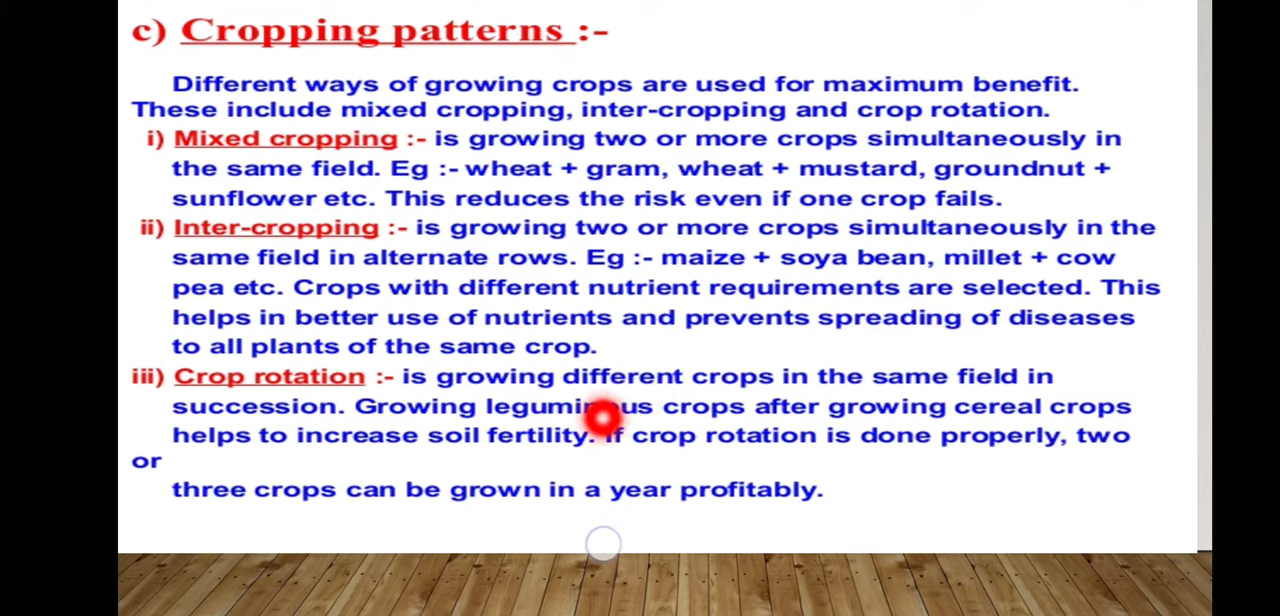 c) Cropping patterns :-
Different ways of growing crops are used for maximum benefit.
These include mixed cropping, inter-cropping and crop rotation.
i) Mixed cropping :- is growing two or more crops simultaneously in
the same field. Eg :- wheat + gram, wheat + mustard, groundnut +
sunflower etc. This reduces the risk even if one crop fails.
ii) Inter-cropping :- is growing two or more crops simultaneously in the
same field in alternate rows. Eg :- maize + soya bean, millet + cow
pea etc. Crops with different nutrient requirements are selected. This
helps in better use of nutrients and prevents spreading of diseases
to all plants of the same crop.
iii) Crop rotation :- is growing different crops in the same field in
succession. Growing leguminous crops after growing cereal crops
helps to increase soil fertility. If crop rotation is done properly, two
or
three crops can be grown in a year profitably.